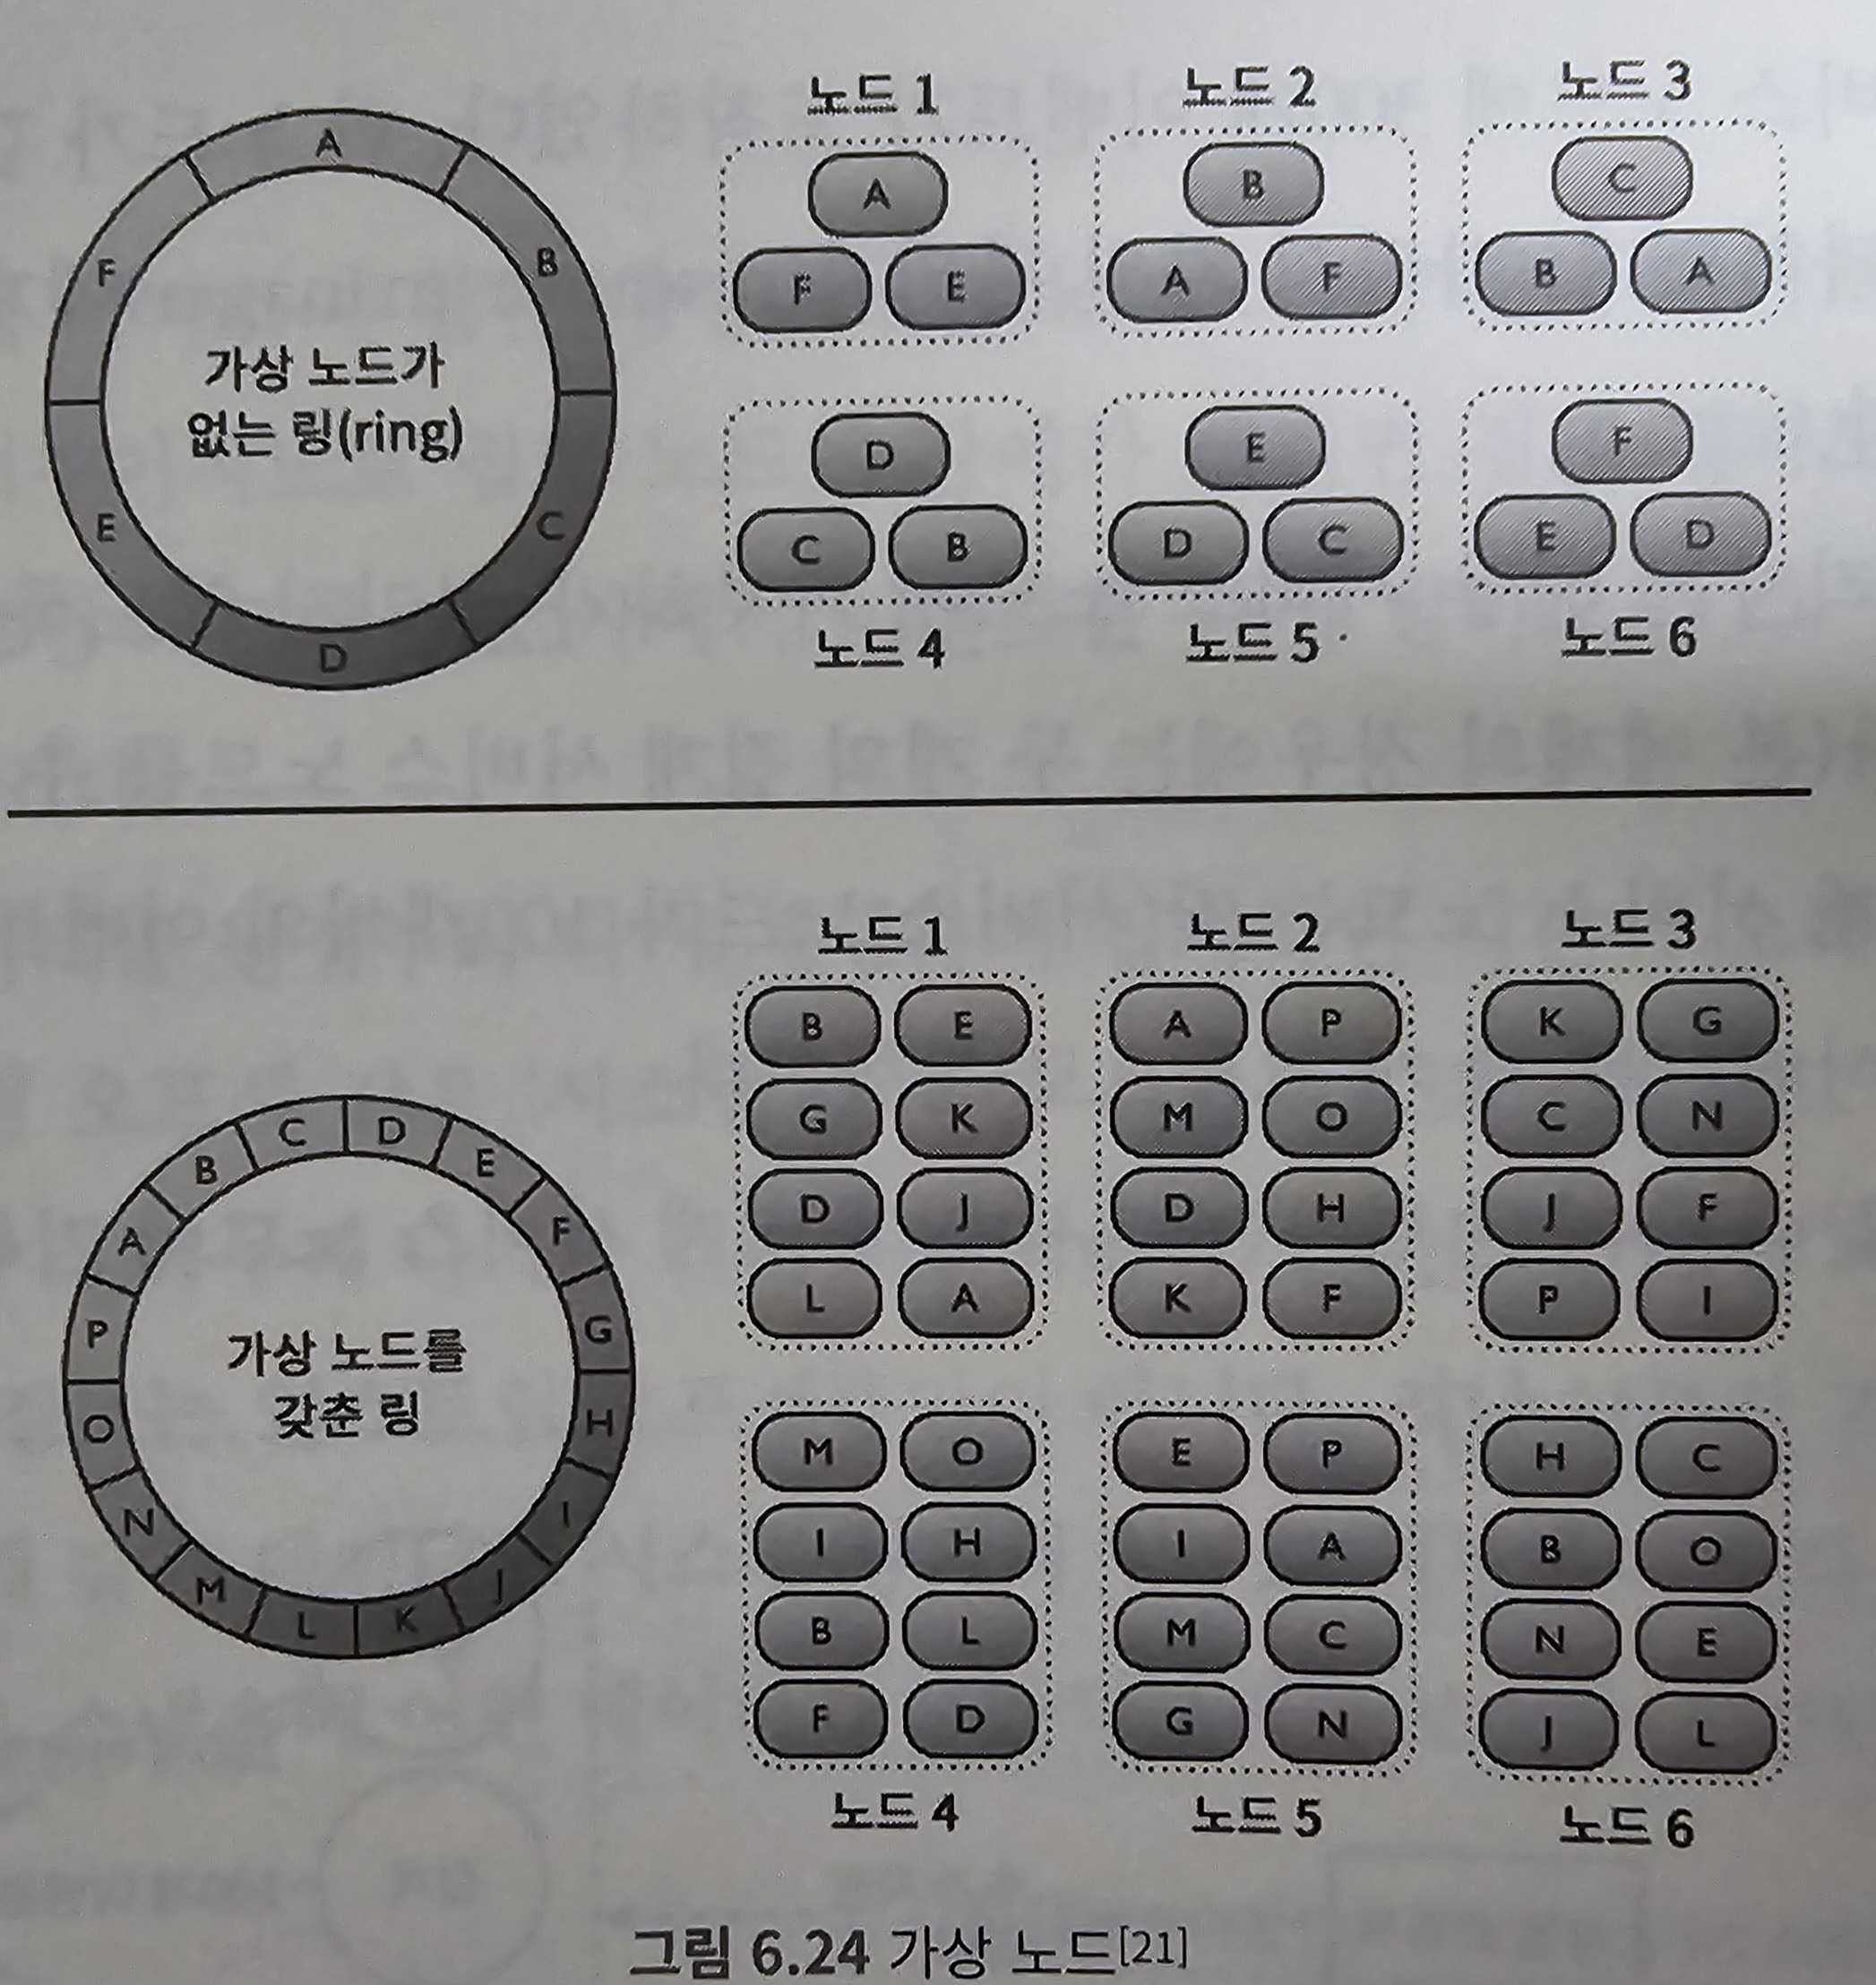 노드 1 노드 2 노드 3
A
F B
E C
D
가상 노드가
없는 링(ring)
A B C
F E A F B A
D E F
C B D C E D
노드 4 노드 5 노드 6
노드 1 노드 2 노드 3
C D
B E
A F
P G
O H
N I
M J
L K
가상 노드를
갖춘 링
B E A P K G
G K M O C N
D J D H J F
L A K F P I
M O E P H C
I H I A B O
B L M C N E
F D G N J L
노드 4 노드 5 노드 6
그림 6.24 가상 노드[21]